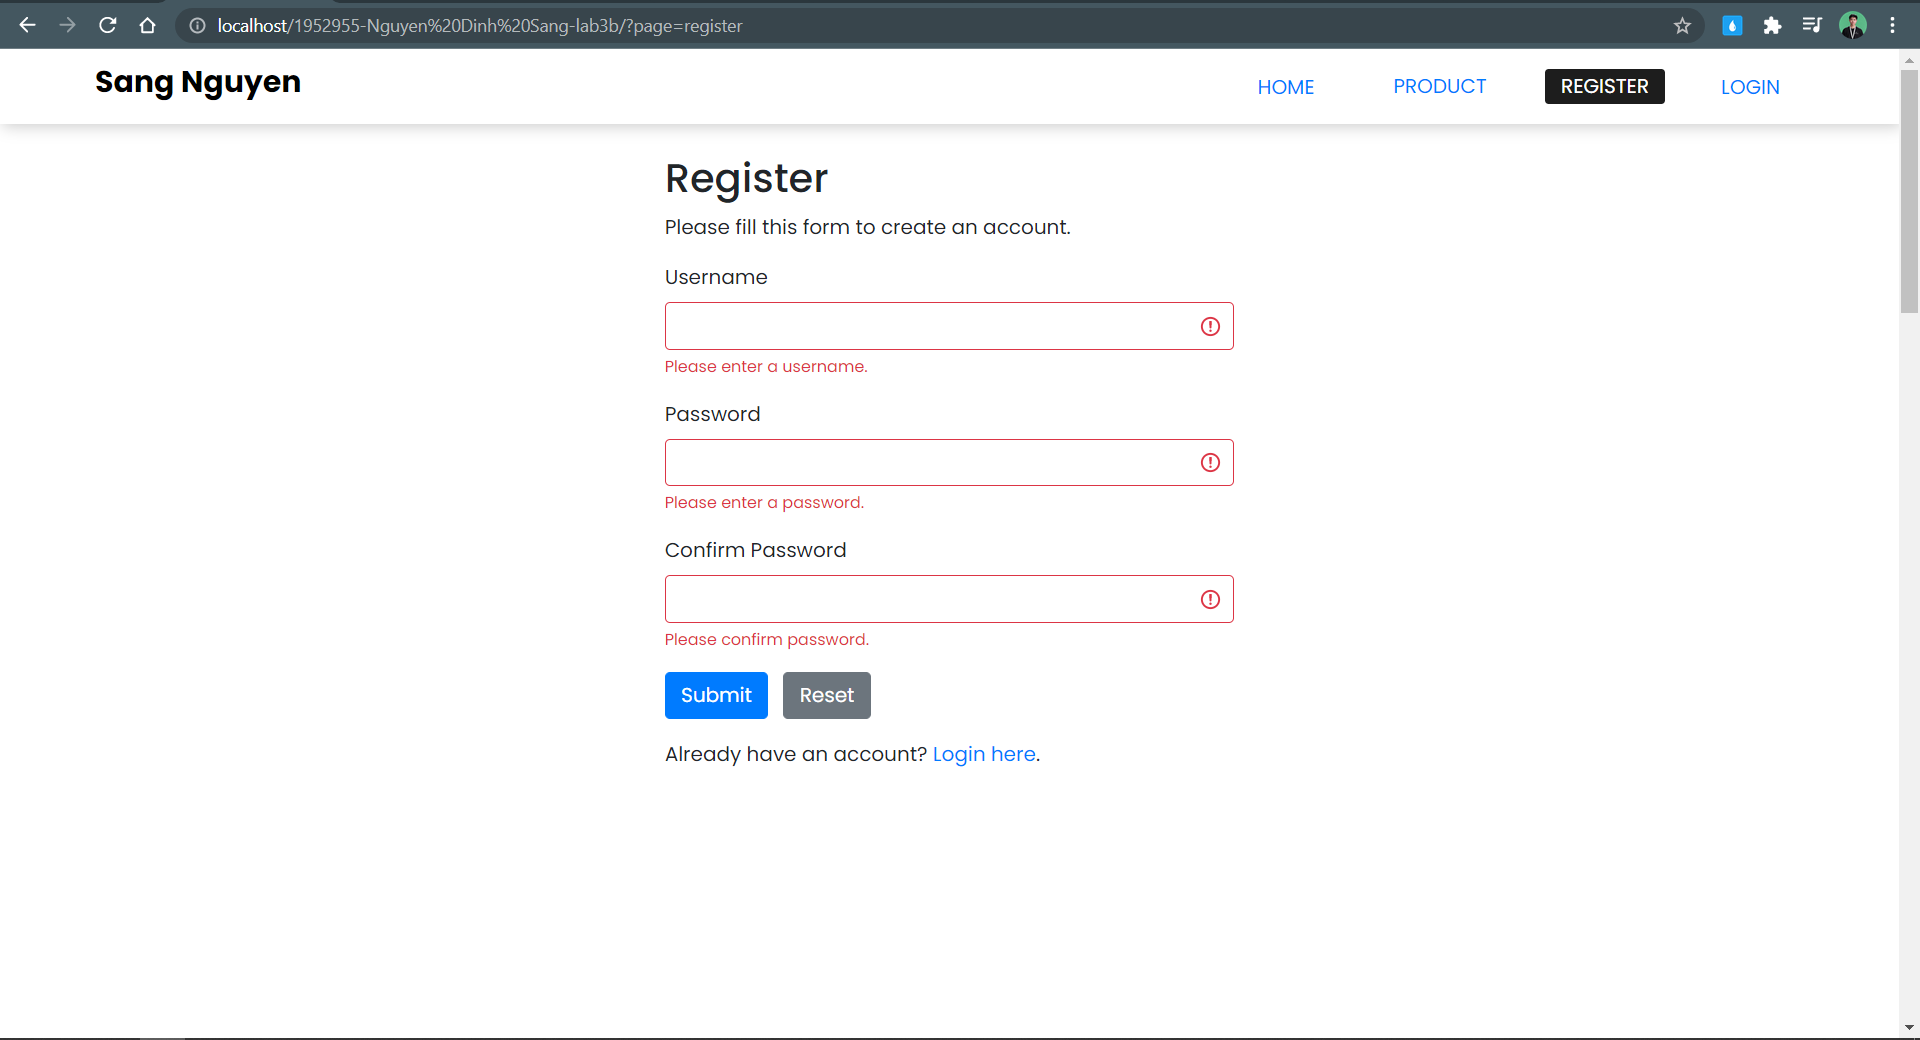 localhost/1952955-Nguyen%20Dinh%20Sang-lab3b/?page=register
Sang Nguyen
HOME
PRODUCT
REGISTER
LOGIN
Register
Please fill this form to create an account.
Username
Please enter a username.
Password
Please enter a password.
Confirm Password
Please confirm password.
Submit
Reset
Already have an account? Login here.